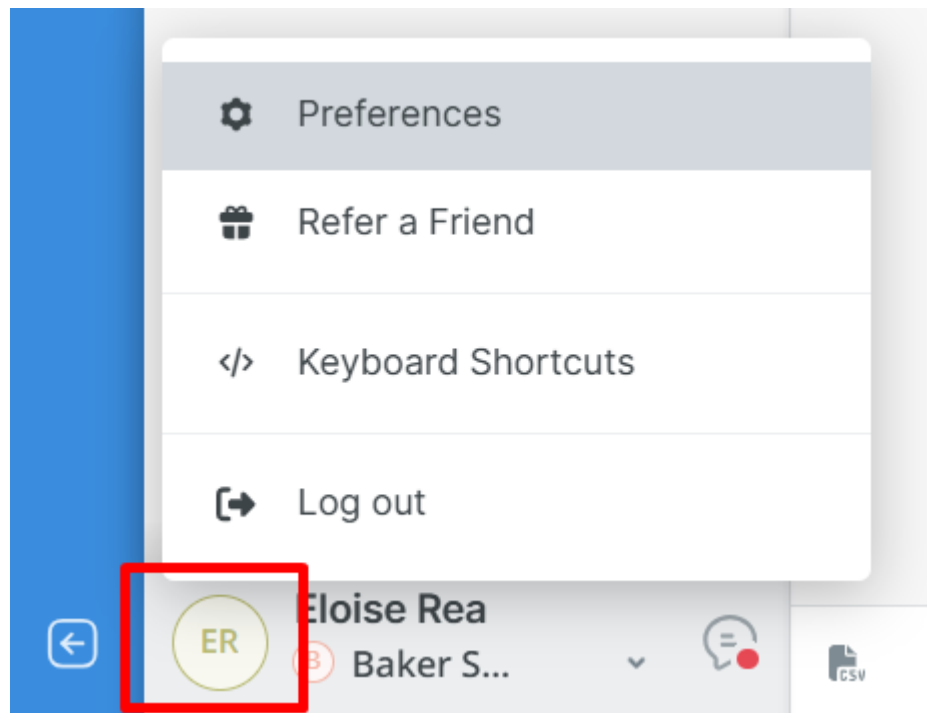 Preferences
Refer a Friend
</> Keyboard Shortcuts
Log out
ER
Eloise Rea
B Baker S...
CSV